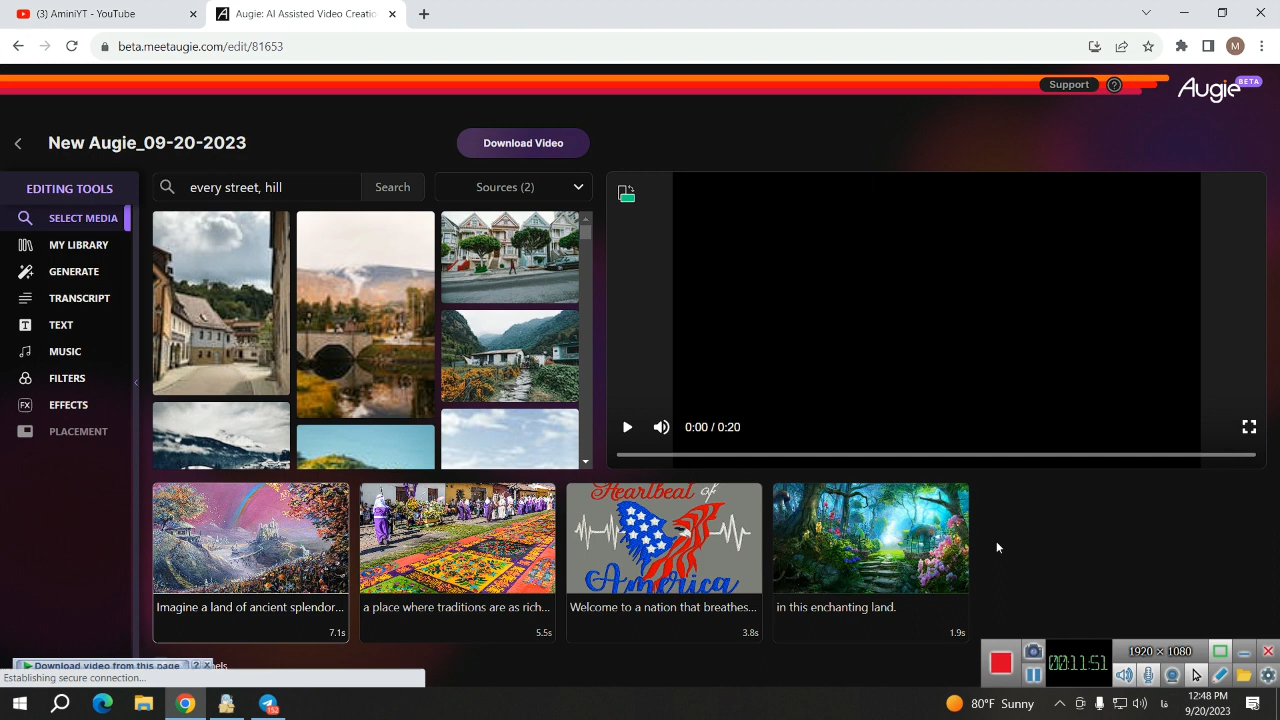 (3) AminiYT - YouTube
Augie: AI Assisted Video Creatio
beta.meetaugie.com/edit/81653
M
Support
Augie
BETA
New Augie_09-20-2023
Download Video
EDITING TOOLS
SELECT MEDIA
MY LIBRARY
GENERATE
TRANSCRIPT
TEXT
MUSIC
FILTERS
EFFECTS
PLACEMENT
every street, hill
Search
Sources (2)
0:00 / 0:20
Heartbeat of
America
Imagine a land of ancient splendor...
7.1s
a place where traditions are as rich...
5.5s
Welcome to a nation that breathes...
3.8s
in this enchanting land.
1.9s
Download video from this page
Establishing secure connection...
00:11:51
1920 × 1080
152
80°F Sunny
فا
12:48 PM
9/20/2023